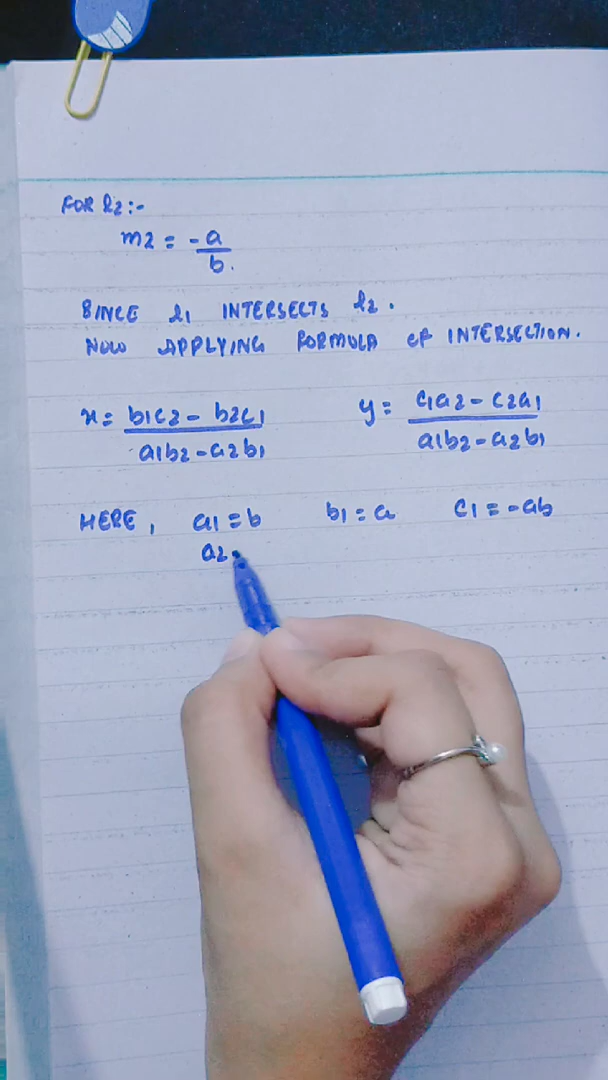 FOR l2:-
m2 = -a/b.
SINCE l1 INTERSECTS l2.
NOW APPLYING FORMULA OF INTERSECTION.
x = b1c2 - b2c1 / a1b2 - a2b1 y = c1a2 - c2a1 / a1b2 - a2b1
HERE, a1 = b b1 = a c1 = -ab
a2